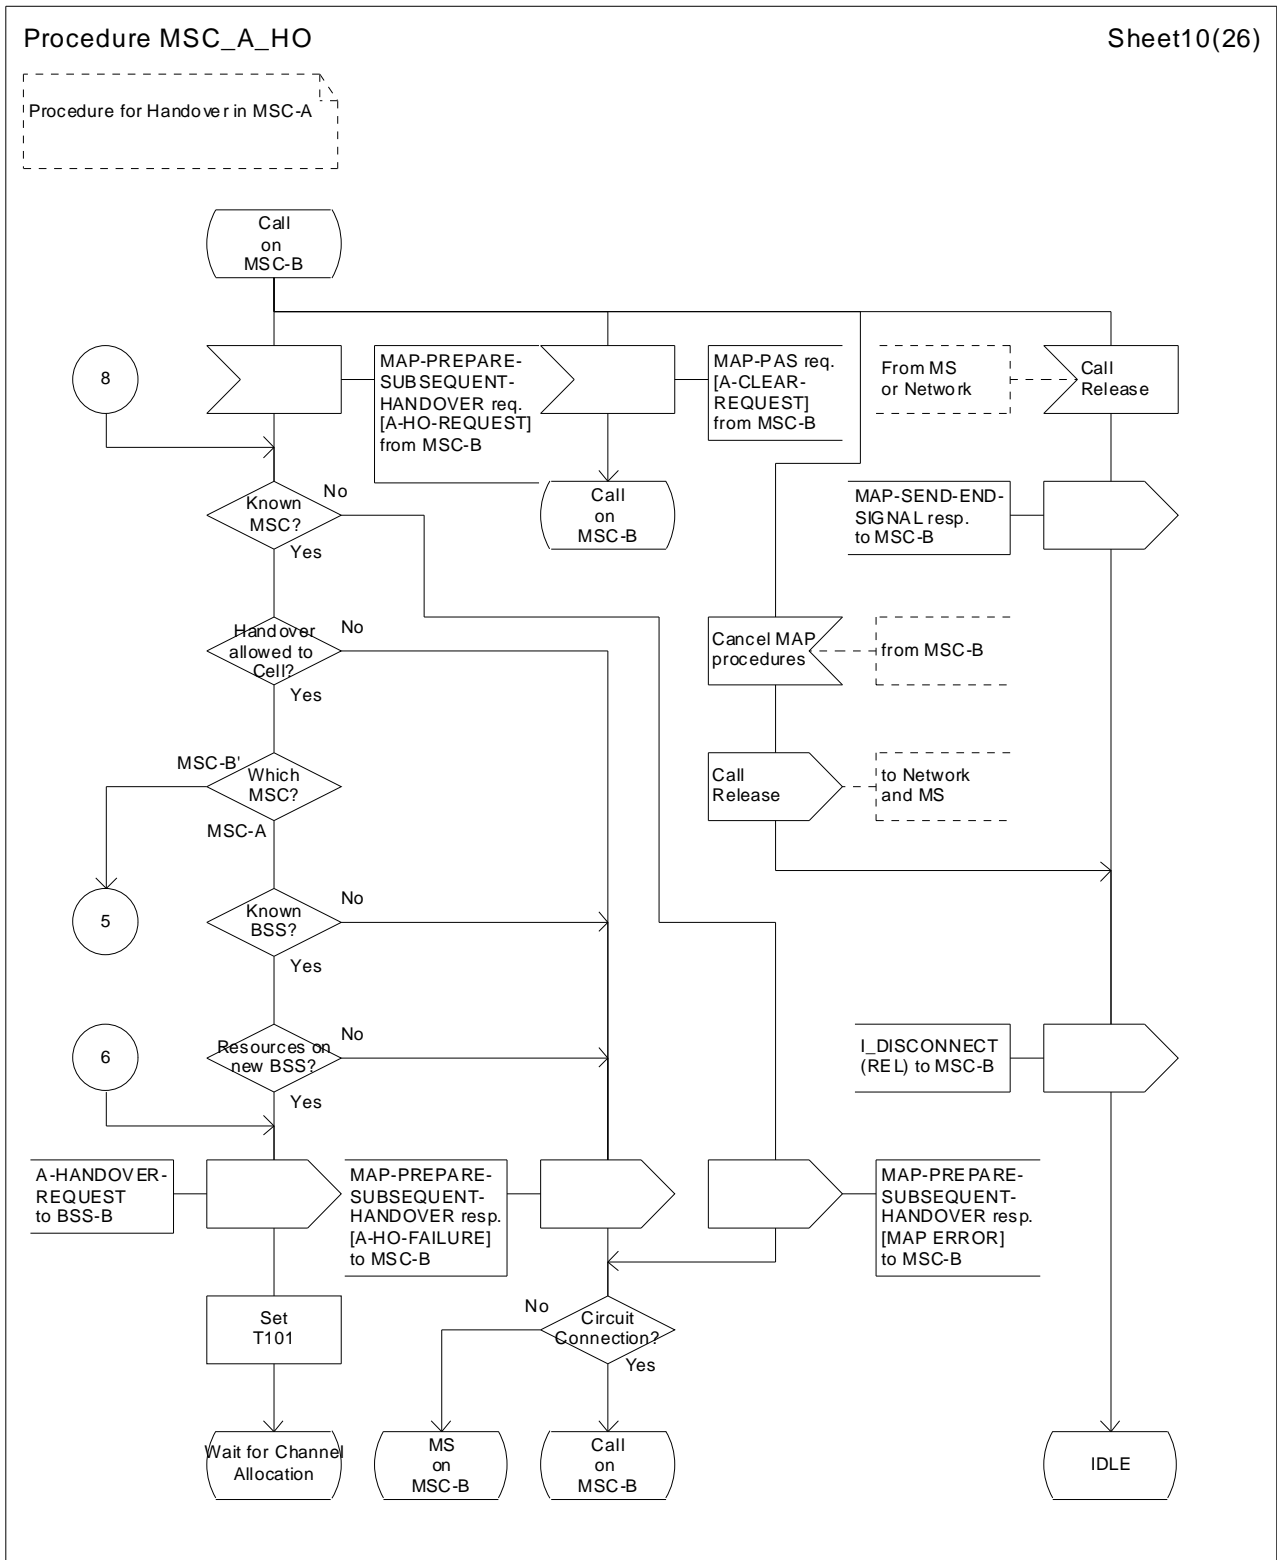 Procedure MSC_A_HO
Sheet10(26)
Procedure for Handover in MSC-A
Call
on
MSC-B
8
MAP-PREPARE-
SUBSEQUENT-
HANDOVER req.
[A-HO-REQUEST]
from MSC-B
MAP-PAS req.
[A-CLEAR-
REQUEST]
from MSC-B
From MS
or Network
Call
Release
Known
MSC?
No
Yes
Call
on
MSC-B
MAP-SEND-END-
SIGNAL resp.
to MSC-B
Handover
allowed to
Cell?
No
Yes
Cancel MAP
procedures
from MSC-B
MSC-B'
Which
MSC?
MSC-A
Call
Release
to Network
and MS
5
Known
BSS?
No
Yes
6
Resources on
new BSS?
No
Yes
I_DISCONNECT
(REL) to MSC-B
A-HANDOVER-
REQUEST
to BSS-B
MAP-PREPARE-
SUBSEQUENT-
HANDOVER resp.
[A-HO-FAILURE]
to MSC-B
MAP-PREPARE-
SUBSEQUENT-
HANDOVER resp.
[MAP ERROR]
to MSC-B
Set
T101
No
Circuit
Connection?
Yes
Wait for Channel
Allocation
MS
on
MSC-B
Call
on
MSC-B
IDLE